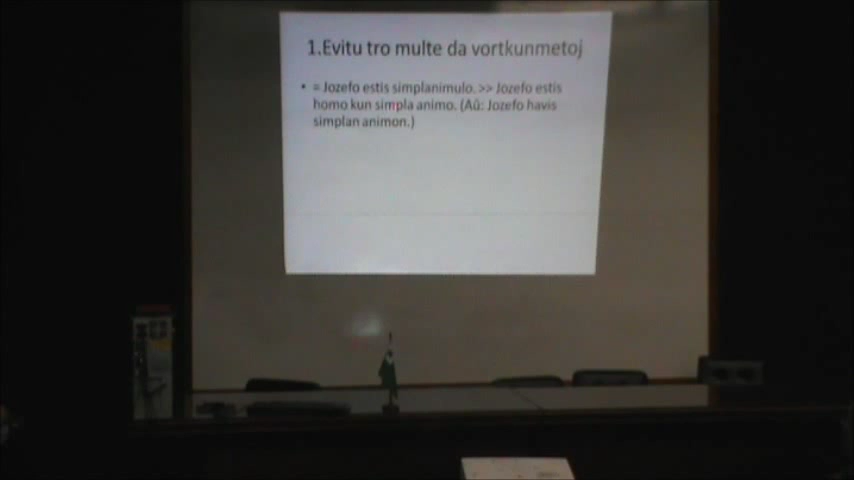 1.Evitu tro multe da vortkunmetoj
• = Jozefo estis simplanimulo. >> Jozefo estis
homo kun simpla animo. (Aŭ: Jozefo havis
simplan animon.)